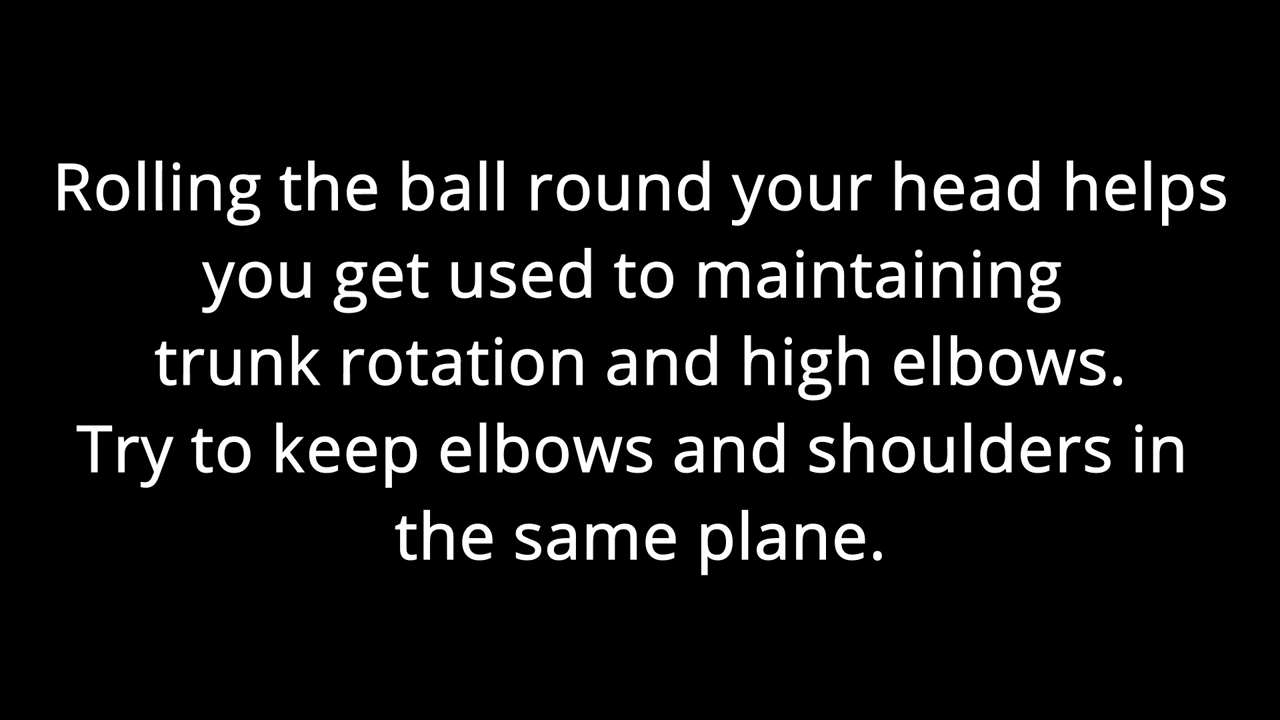 Rolling the ball round your head helps
you get used to maintaining
trunk rotation and high elbows.
Try to keep elbows and shoulders in
the same plane.